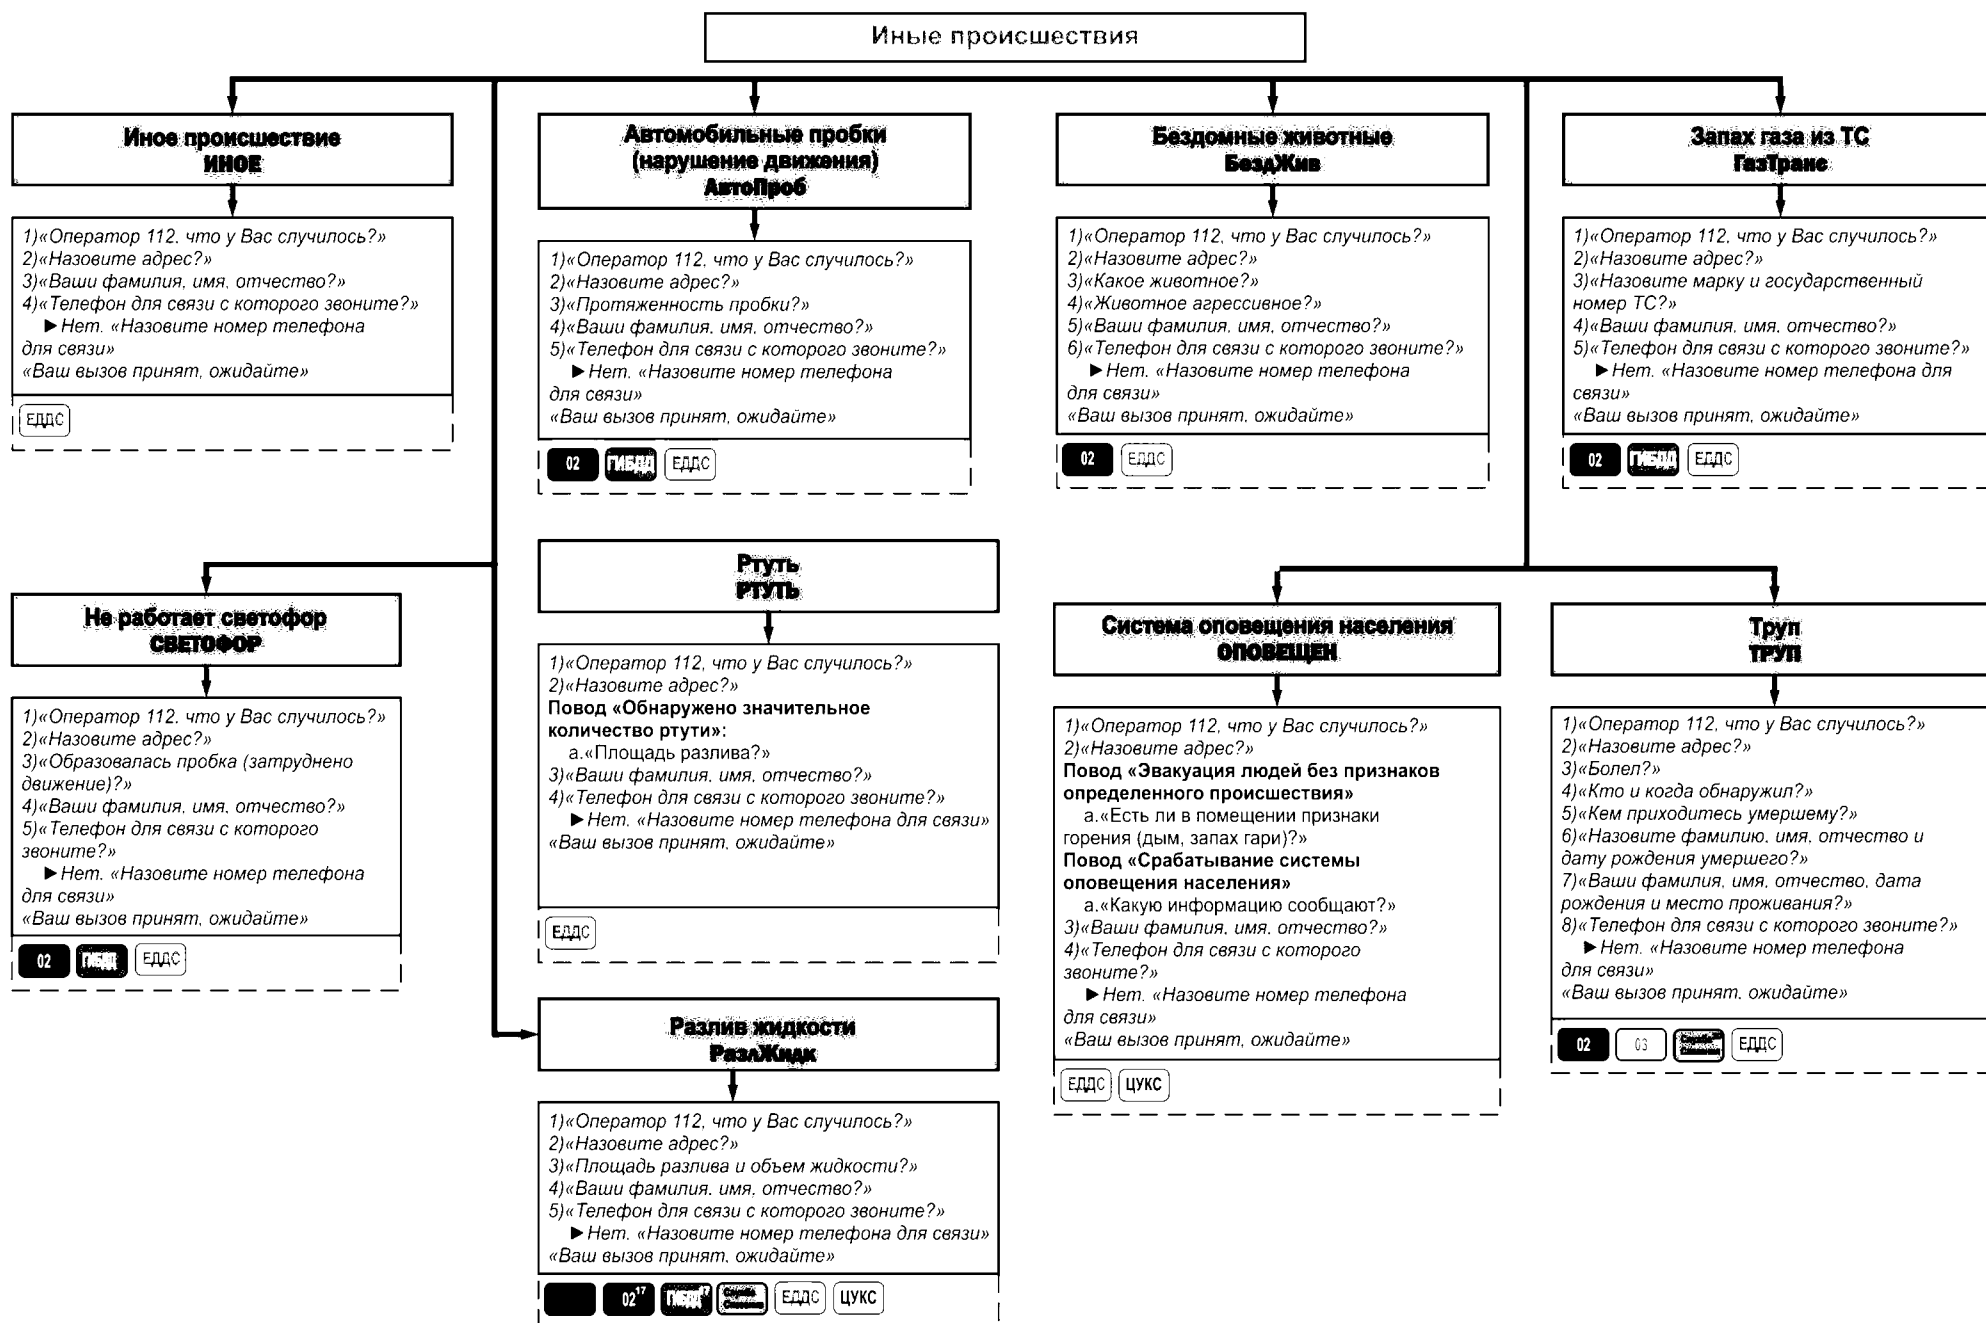 Иные происшествия
Иное происшествие
ИНОЕ
1)«Оператор 112, что у Вас случилось?»
2)«Назовите адрес?»
3)«Ваши фамилия, имя, отчество?»
4)«Телефон для связи с которого звоните?»
►Нет. «Назовите номер телефона
для связи»
«Ваш вызов принят, ожидайте»
ЕДДС
Автомобильные пробки
(нарушение движения)
АвтоПроб
1)«Оператор 112, что у Вас случилось?»
2)«Назовите адрес?»
3)«Протяженность пробки?»
4)«Ваши фамилия, имя, отчество?»
5)«Телефон для связи с которого звоните?»
►Нет. «Назовите номер телефона
для связи»
«Ваш вызов принят, ожидайте»
02 ГИБДД ЕДДС
Бездомные животные
БездЖив
1)«Оператор 112, что у Вас случилось?»
2)«Назовите адрес?»
3)«Какое животное?»
4)«Животное агрессивное?»
5)«Ваши фамилия, имя, отчество?»
6)«Телефон для связи с которого звоните?»
►Нет. «Назовите номер телефона
для связи»
«Ваш вызов принят, ожидайте»
02 ЕДДС
Запах газа из ТС
ГазТранс
1)«Оператор 112, что у Вас случилось?»
2)«Назовите адрес?»
3)«Назовите марку и государственный
номер ТС?»
4)«Ваши фамилия, имя, отчество?»
5)«Телефон для связи с которого звоните?»
►Нет. «Назовите номер телефона для
связи»
«Ваш вызов принят, ожидайте»
02 ГИБДД ЕДДС
Не работает светофор
СВЕТОФОР
1)«Оператор 112, что у Вас случилось?»
2)«Назовите адрес?»
3)«Образовалась пробка (затруднено
движение)?»
4)«Ваши фамилия, имя, отчество?»
5)«Телефон для связи с которого
звоните?»
►Нет. «Назовите номер телефона
для связи»
«Ваш вызов принят, ожидайте»
02 ГИБДД ЕДДС
Ртуть
РТУТЬ
1)«Оператор 112, что у Вас случилось?»
2)«Назовите адрес?»
Повод «Обнаружено значительное
количество ртути»:
а.«Площадь разлива?»
3)«Ваши фамилия, имя, отчество?»
4)«Телефон для связи с которого звоните?»
►Нет. «Назовите номер телефона для связи»
«Ваш вызов принят, ожидайте»
ЕДДС
Разлив жидкости
РазлЖидк
1)«Оператор 112, что у Вас случилось?»
2)«Назовите адрес?»
3)«Площадь разлива и объем жидкости?»
4)«Ваши фамилия, имя, отчество?»
5)«Телефон для связи с которого звоните?»
►Нет. «Назовите номер телефона для связи»
«Ваш вызов принят, ожидайте»
02¹⁷ ГИБДД¹⁷ Служба Спасения ЕДДС ЦУКС
Система оповещения населения
ОПОВЕЩЕН
1)«Оператор 112, что у Вас случилось?»
2)«Назовите адрес?»
Повод «Эвакуация людей без признаков
определенного происшествия»
а.«Есть ли в помещении признаки
горения (дым, запах гари)?»
Повод «Срабатывание системы
оповещения населения»
а.«Какую информацию сообщают?»
3)«Ваши фамилия, имя, отчество?»
4)«Телефон для связи с которого
звоните?»
►Нет. «Назовите номер телефона
для связи»
«Ваш вызов принят, ожидайте»
ЕДДС ЦУКС
Труп
ТРУП
1)«Оператор 112, что у Вас случилось?»
2)«Назовите адрес?»
3)«Болел?»
4)«Кто и когда обнаружил?»
5)«Кем приходитесь умершему?»
6)«Назовите фамилию, имя, отчество и
дату рождения умершего?»
7)«Ваши фамилия, имя, отчество, дата
рождения и место проживания?»
8)«Телефон для связи с которого звоните?»
►Нет. «Назовите номер телефона
для связи»
«Ваш вызов принят, ожидайте»
02 03 Служба Спасения ЕДДС